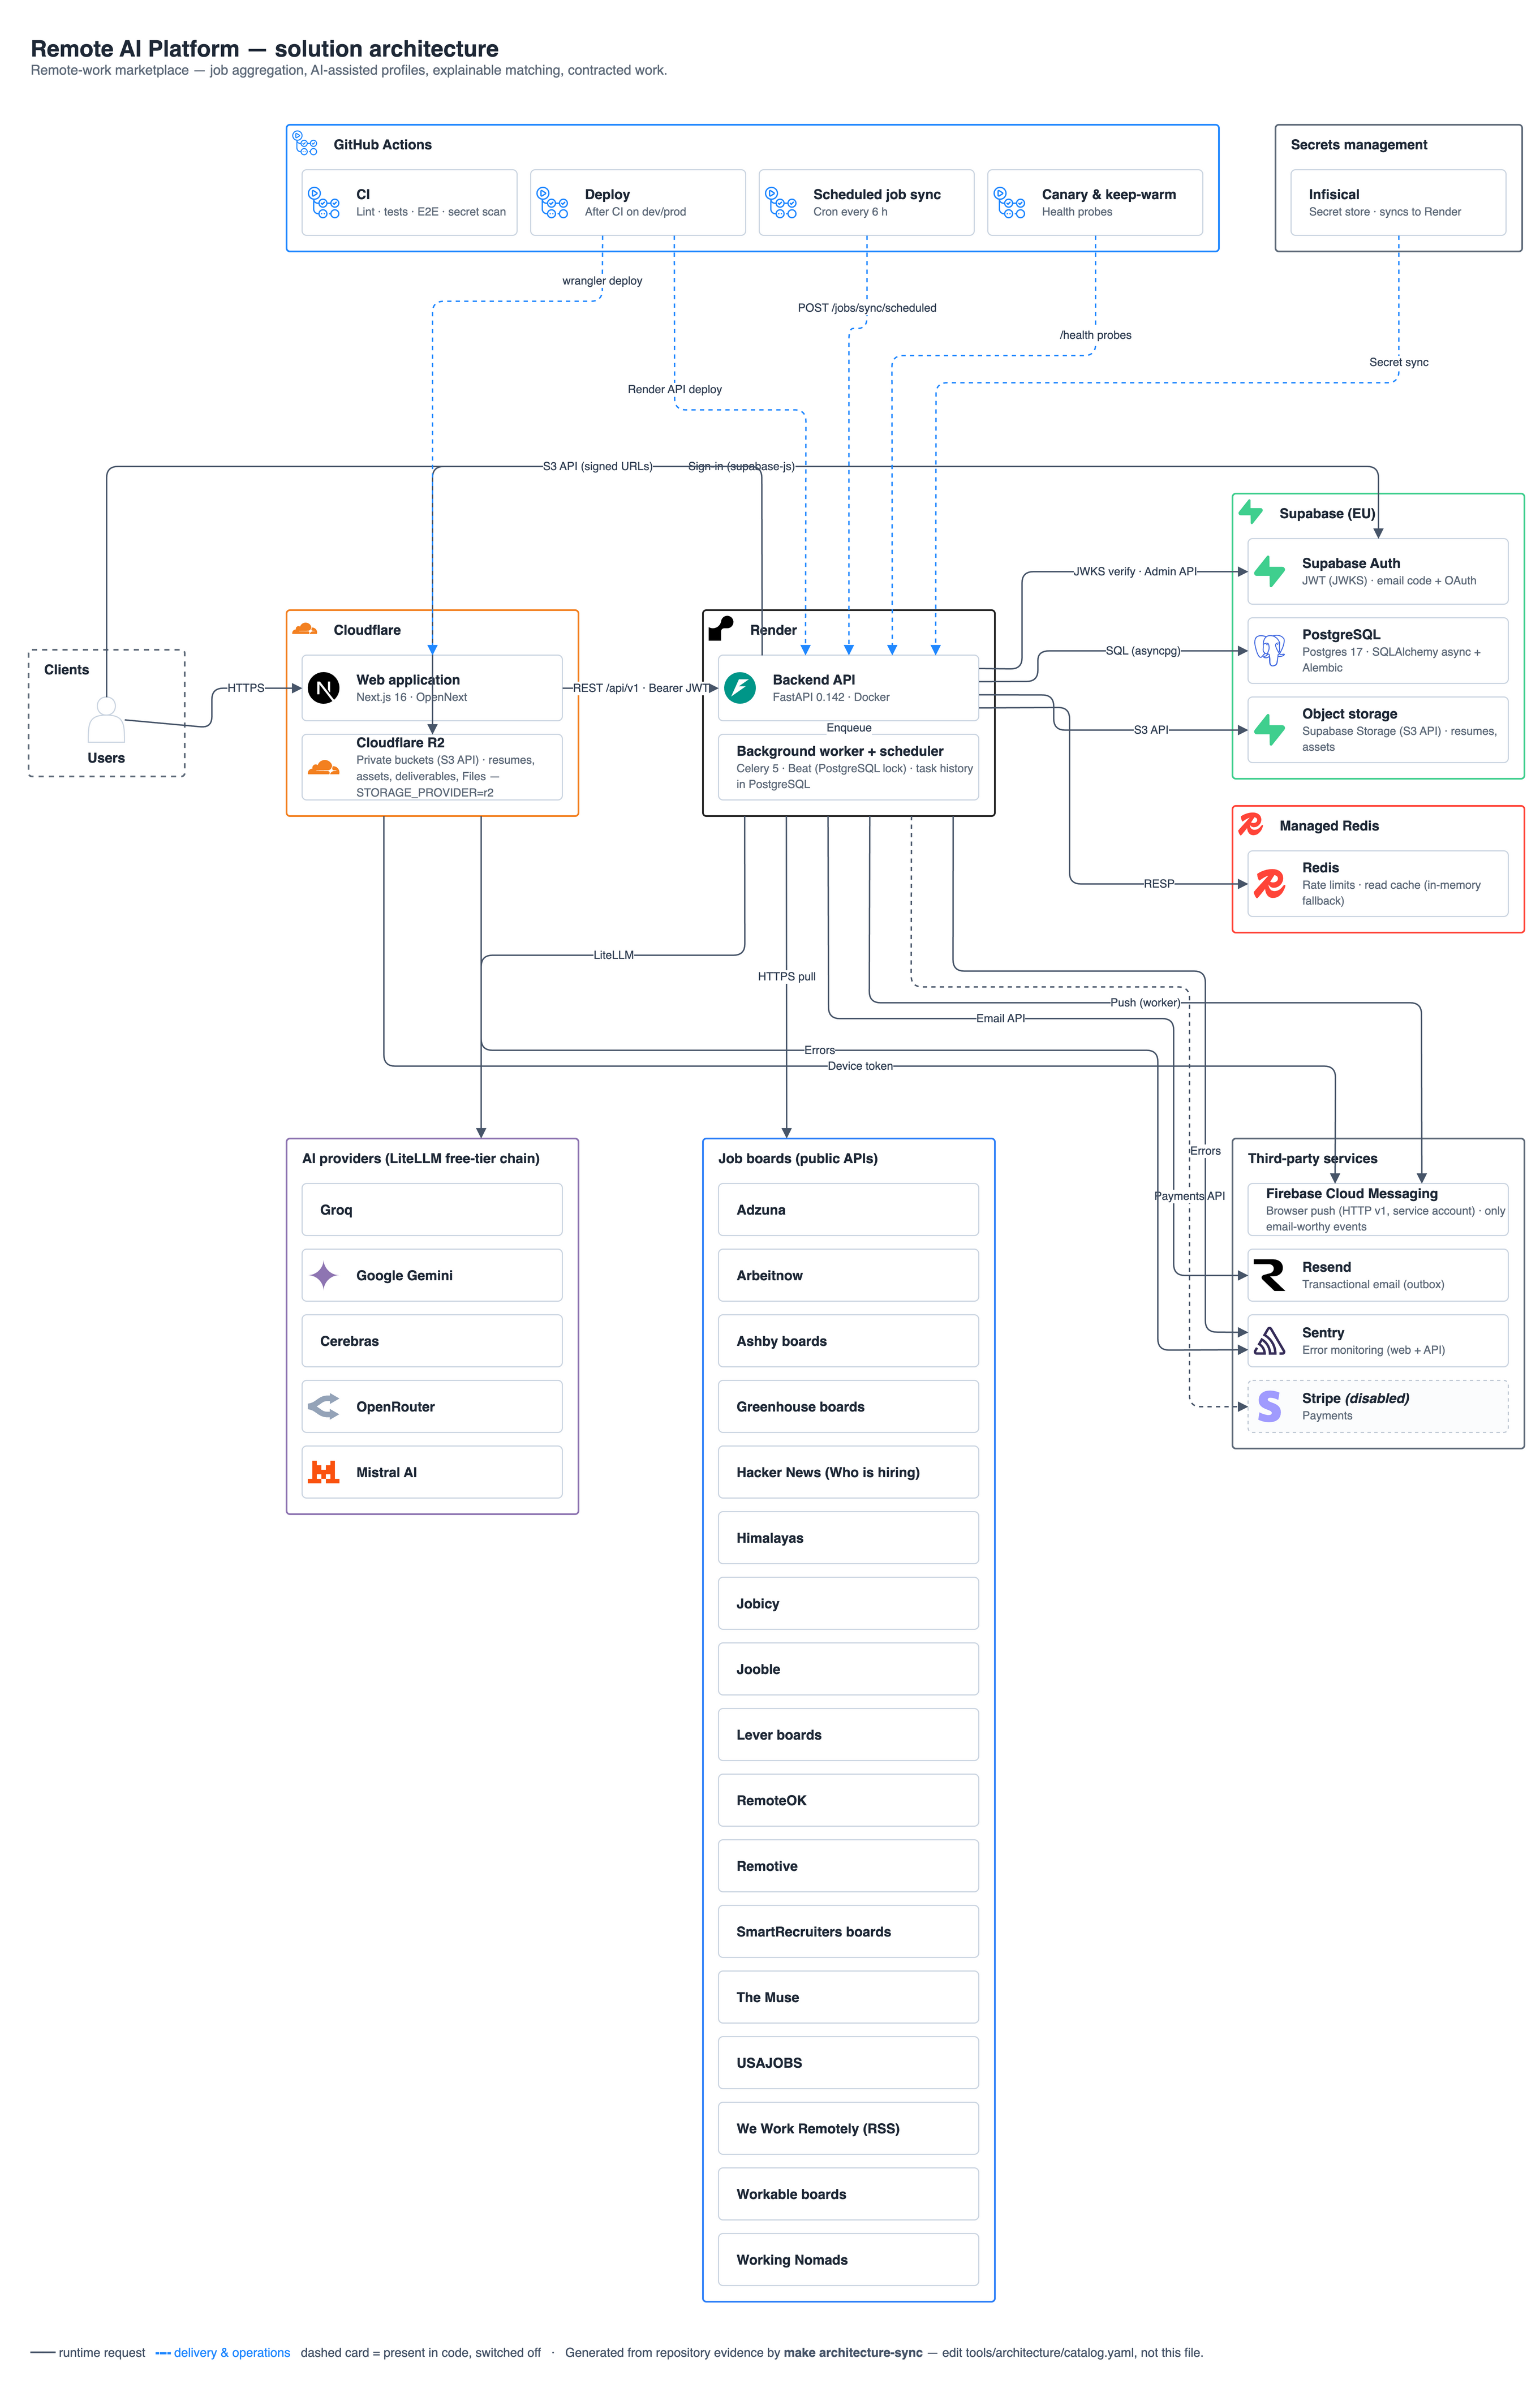 Remote AI Platform — solution architecture
Remote-work marketplace — job aggregation, AI-assisted profiles, explainable matching, contracted work.
GitHub Actions
CI
Lint · tests · E2E · secret scan
Deploy
After CI on dev/prod
Scheduled job sync
Cron every 6 h
Canary & keep-warm
Health probes
Secrets management
Infisical
Secret store · syncs to Render
wrangler deploy
POST /jobs/sync/scheduled
/health probes
Secret sync
Render API deploy
S3 API (signed URLs)
Sign-in (supabase-js)
Supabase (EU)
Supabase Auth
JWT (JWKS) · email code + OAuth
JWKS verify · Admin API
PostgreSQL
Postgres 17 · SQLAlchemy async +
Alembic
SQL (asyncpg)
Object storage
Supabase Storage (S3 API) · resumes,
assets
S3 API
Clients
Users
HTTPS
Cloudflare
Web application
Next.js 16 · OpenNext
Cloudflare R2
Private buckets (S3 API) · resumes,
assets, deliverables, Files —
STORAGE_PROVIDER=r2
REST /api/v1 · Bearer JWT
Render
Backend API
FastAPI 0.142 · Docker
Enqueue
Background worker + scheduler
Celery 5 · Beat (PostgreSQL lock) · task history
in PostgreSQL
Managed Redis
Redis
Rate limits · read cache (in-memory
fallback)
RESP
LiteLLM
HTTPS pull
Push (worker)
Email API
Errors
Device token
Errors
Payments API
AI providers (LiteLLM free-tier chain)
Groq
Google Gemini
Cerebras
OpenRouter
Mistral AI
Job boards (public APIs)
Adzuna
Arbeitnow
Ashby boards
Greenhouse boards
Hacker News (Who is hiring)
Himalayas
Jobicy
Jooble
Lever boards
RemoteOK
Remotive
SmartRecruiters boards
The Muse
USAJOBS
We Work Remotely (RSS)
Workable boards
Working Nomads
Third-party services
Firebase Cloud Messaging
Browser push (HTTP v1, service account) · only
email-worthy events
Resend
Transactional email (outbox)
Sentry
Error monitoring (web + API)
Stripe (disabled)
Payments
runtime request delivery & operations dashed card = present in code, switched off · Generated from repository evidence by make architecture-sync — edit tools/architecture/catalog.yaml, not this file.